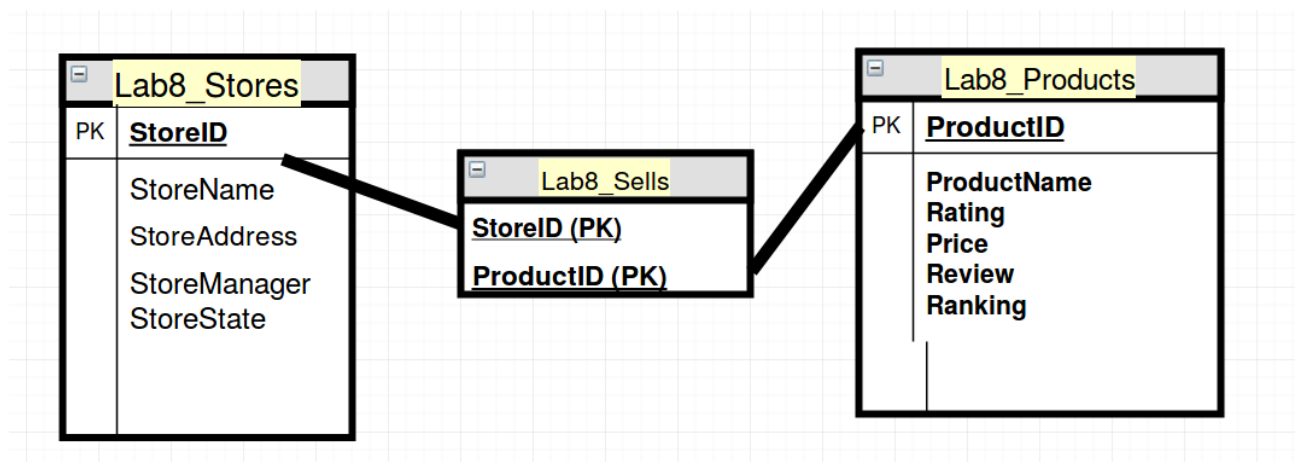 Lab8_Stores
PK StoreID
StoreName
StoreAddress
StoreManager
StoreState
Lab8_Sells
StoreID (PK)
ProductID (PK)
Lab8_Products
PK ProductID
ProductName
Rating
Price
Review
Ranking